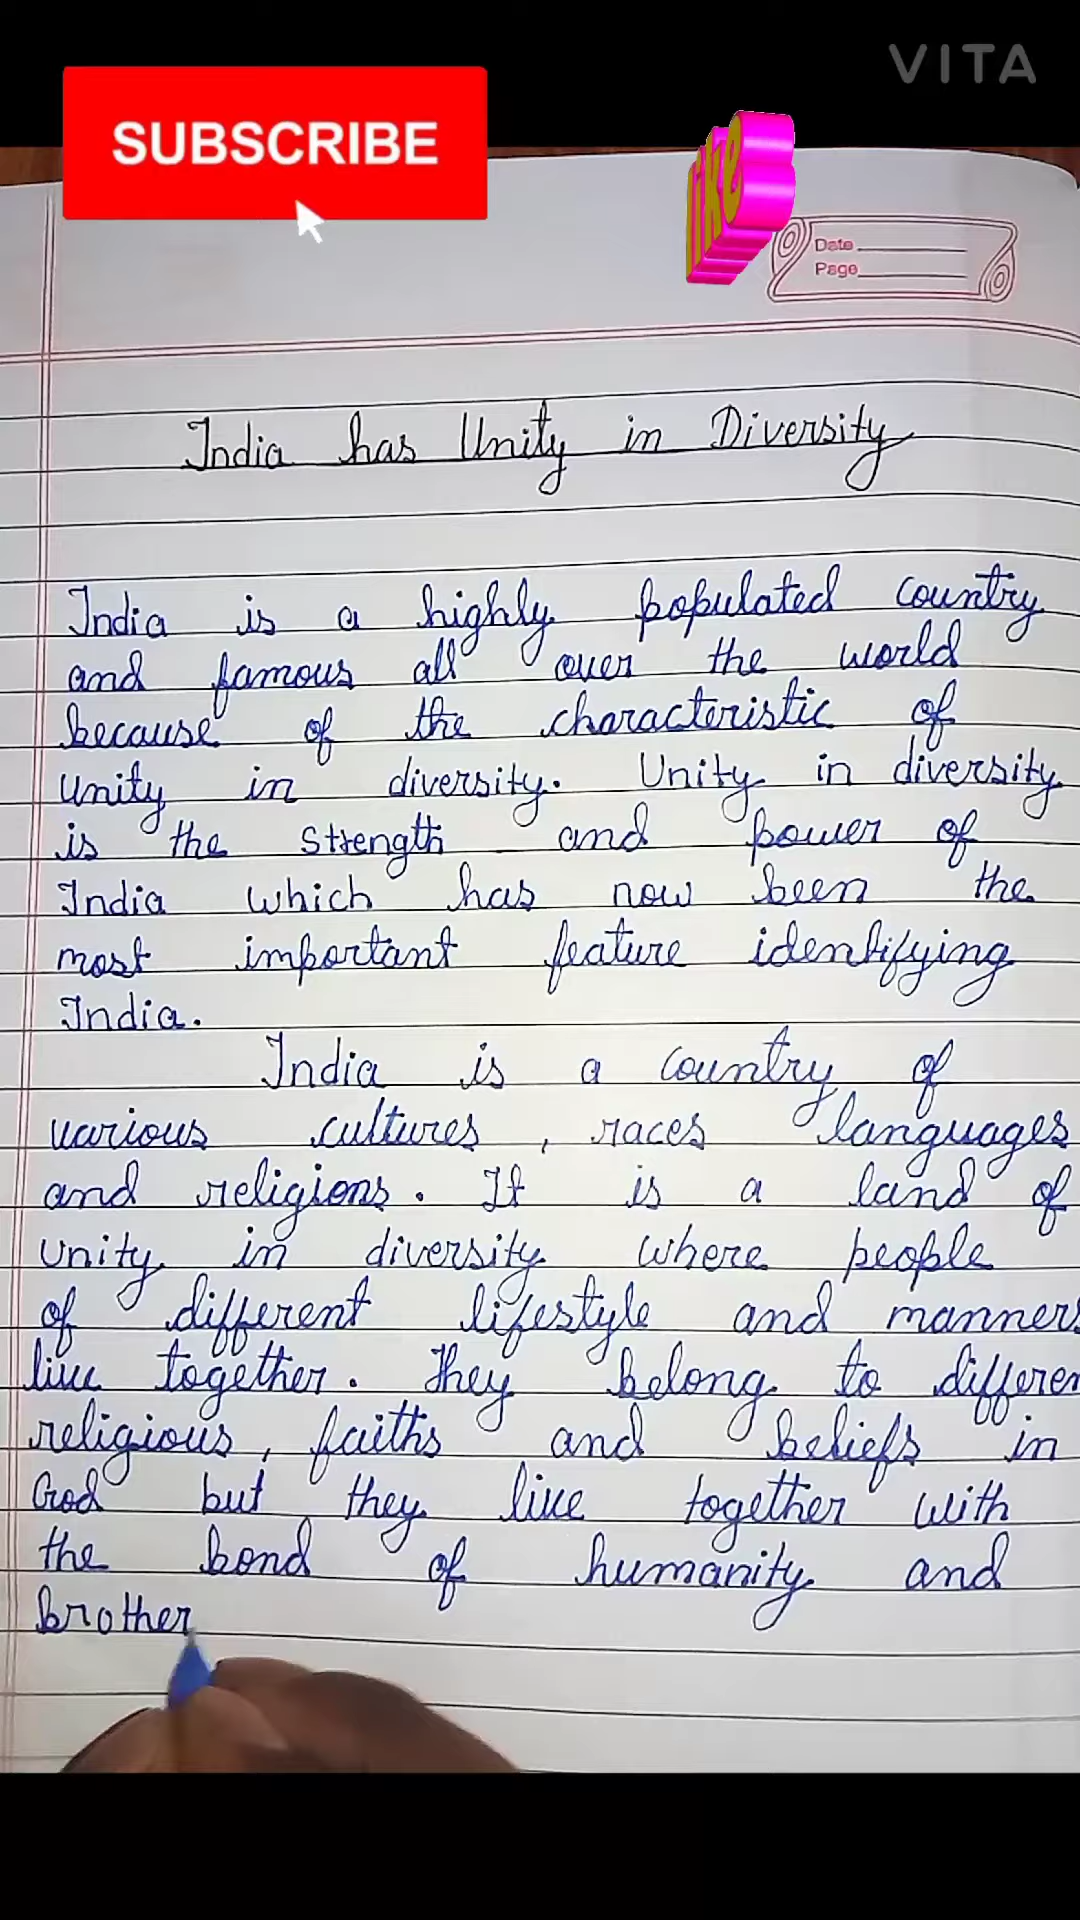 VITA
SUBSCRIBE
like
Date
Page
India has Unity in Diversity
India is a highly populated country
and famous all over the world
because of the characteristic of
unity in diversity. Unity in diversity
is the strength and power of
India which has now been the
most important feature identifying
India.
India is a country of
various cultures, races languages
and religions. It is a land of
unity in diversity where people
of different lifestyle and manners
live together. They belong to differen
religious, faiths and beliefs in
God but they live together with
the bond of humanity and
brother